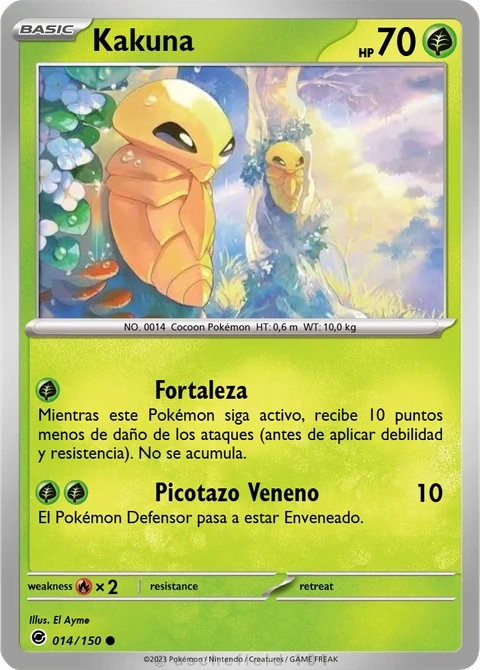 BASIC
Kakuna
HP 70
NO. 0014 Cocoon Pokémon HT: 0,6 m WT: 10,0 kg
Fortaleza
Mientras este Pokémon siga activo, recibe 10 puntos
menos de daño de los ataques (antes de aplicar debilidad
y resistencia). No se acumula.
Picotazo Veneno 10
El Pokémon Defensor pasa a estar Envenenado.
weakness ×2 resistance retreat
Illus. El Ayme
014/150
©2023 Pokémon / Nintendo / Creatures / GAME FREAK